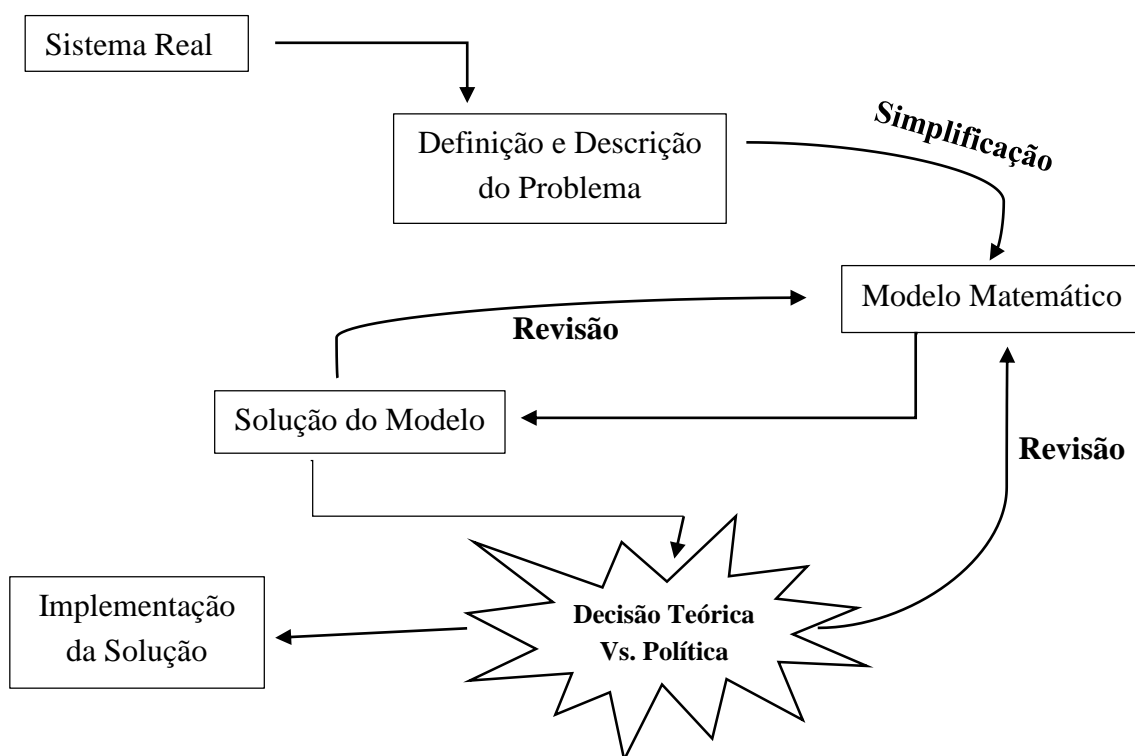 Sistema Real
Definição e Descrição
do Problema
Simplificação
Modelo Matemático
Revisão
Solução do Modelo
Revisão
Decisão Teórica
Vs. Política
Implementação
da Solução